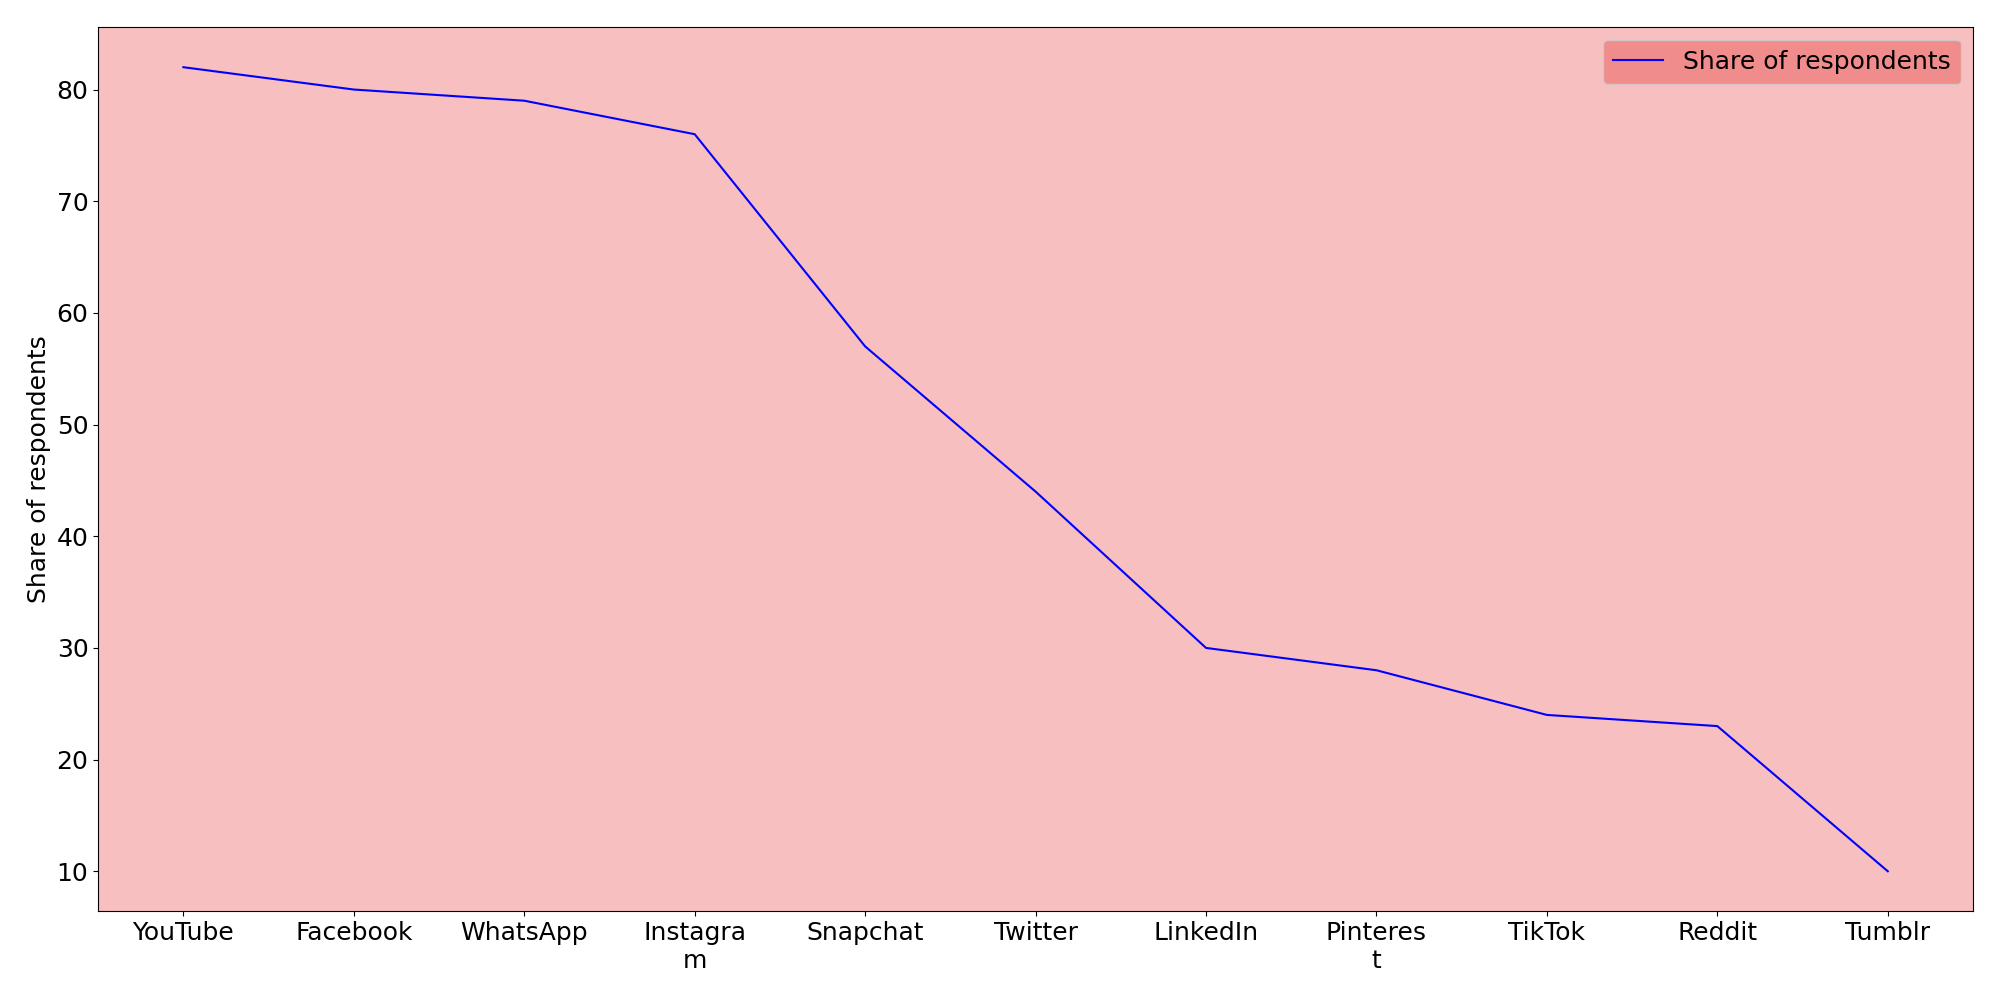 Share of respondents
Share of respondents
80
70
60
50
40
30
20
10
YouTube Facebook WhatsApp Instagra Snapchat Twitter LinkedIn Pinteres TikTok Reddit Tumblr
m t